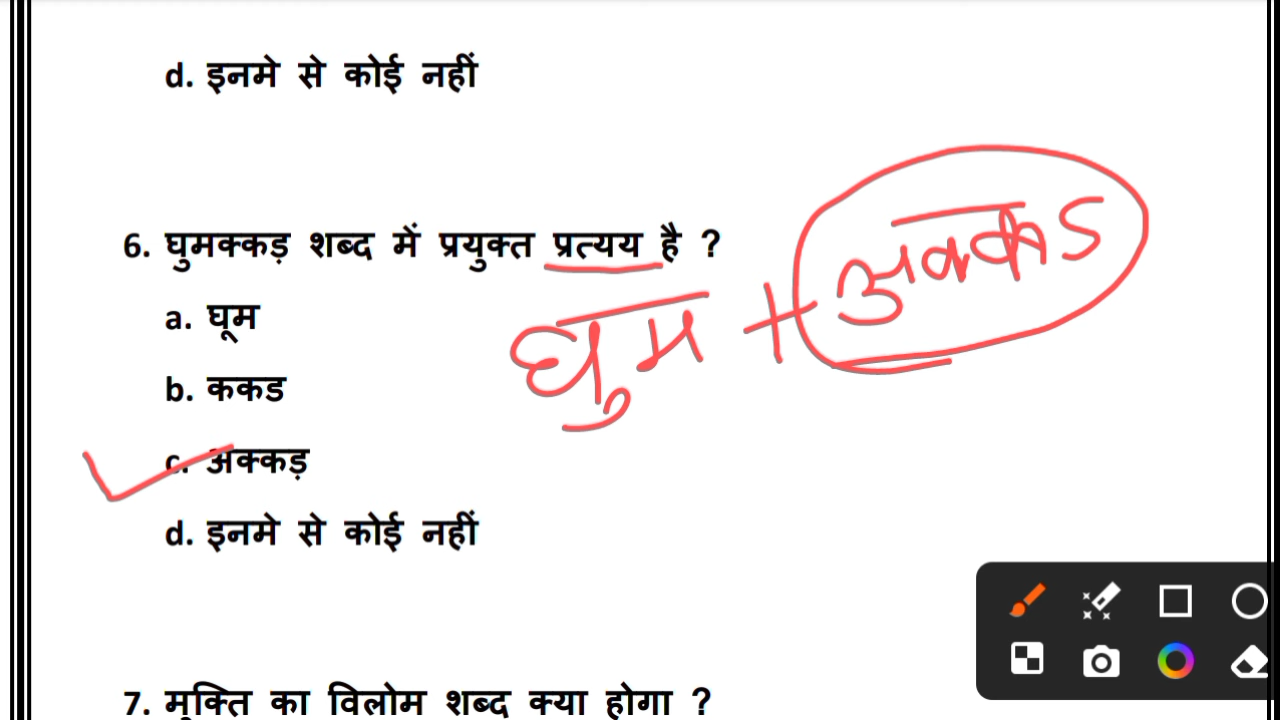 d. इनमे से कोई नहीं
6. घुमक्कड़ शब्द में प्रयुक्त प्रत्यय है ?
a. घूम
b. ककड
c. अक्कड़
d. इनमे से कोई नहीं
घुम + अक्कड
7. मुक्ति का विलोम शब्द क्या होगा ?